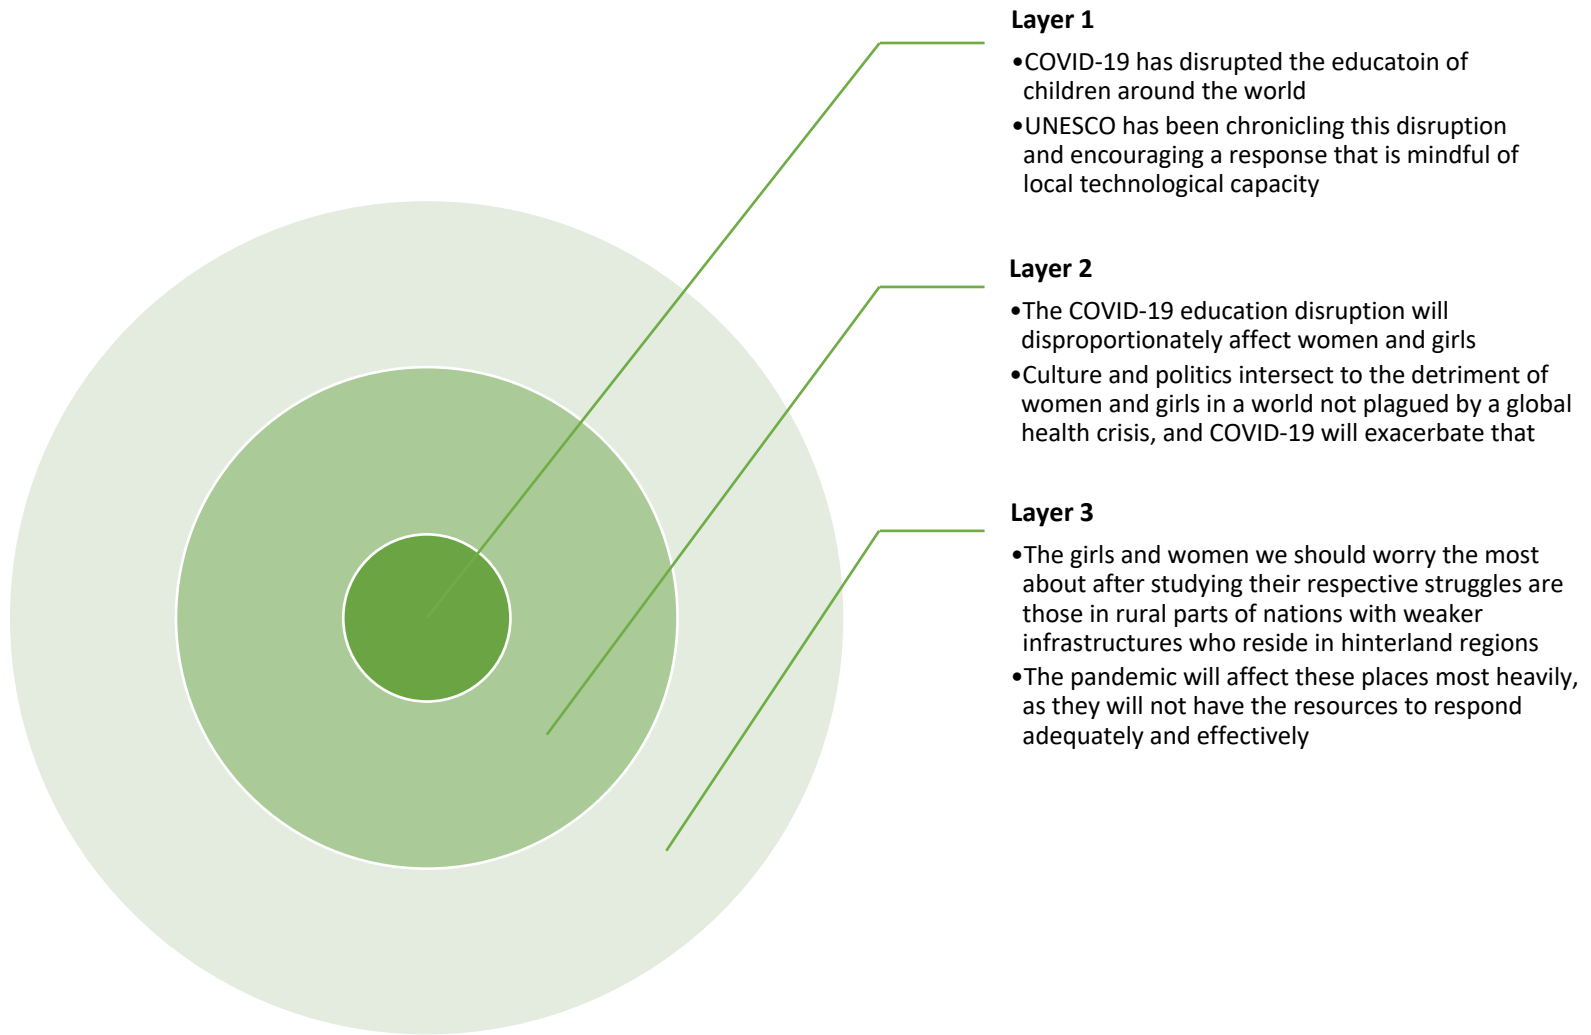 Layer 1
•COVID-19 has disrupted the educatoin of
children around the world
•UNESCO has been chronicling this disruption
and encouraging a response that is mindful of
local technological capacity
Layer 2
•The COVID-19 education disruption will
disproportionately affect women and girls
•Culture and politics intersect to the detriment of
women and girls in a world not plagued by a global
health crisis, and COVID-19 will exacerbate that
Layer 3
•The girls and women we should worry the most
about after studying their respective struggles are
those in rural parts of nations with weaker
infrastructures who reside in hinterland regions
•The pandemic will affect these places most heavily,
as they will not have the resources to respond
adequately and effectively